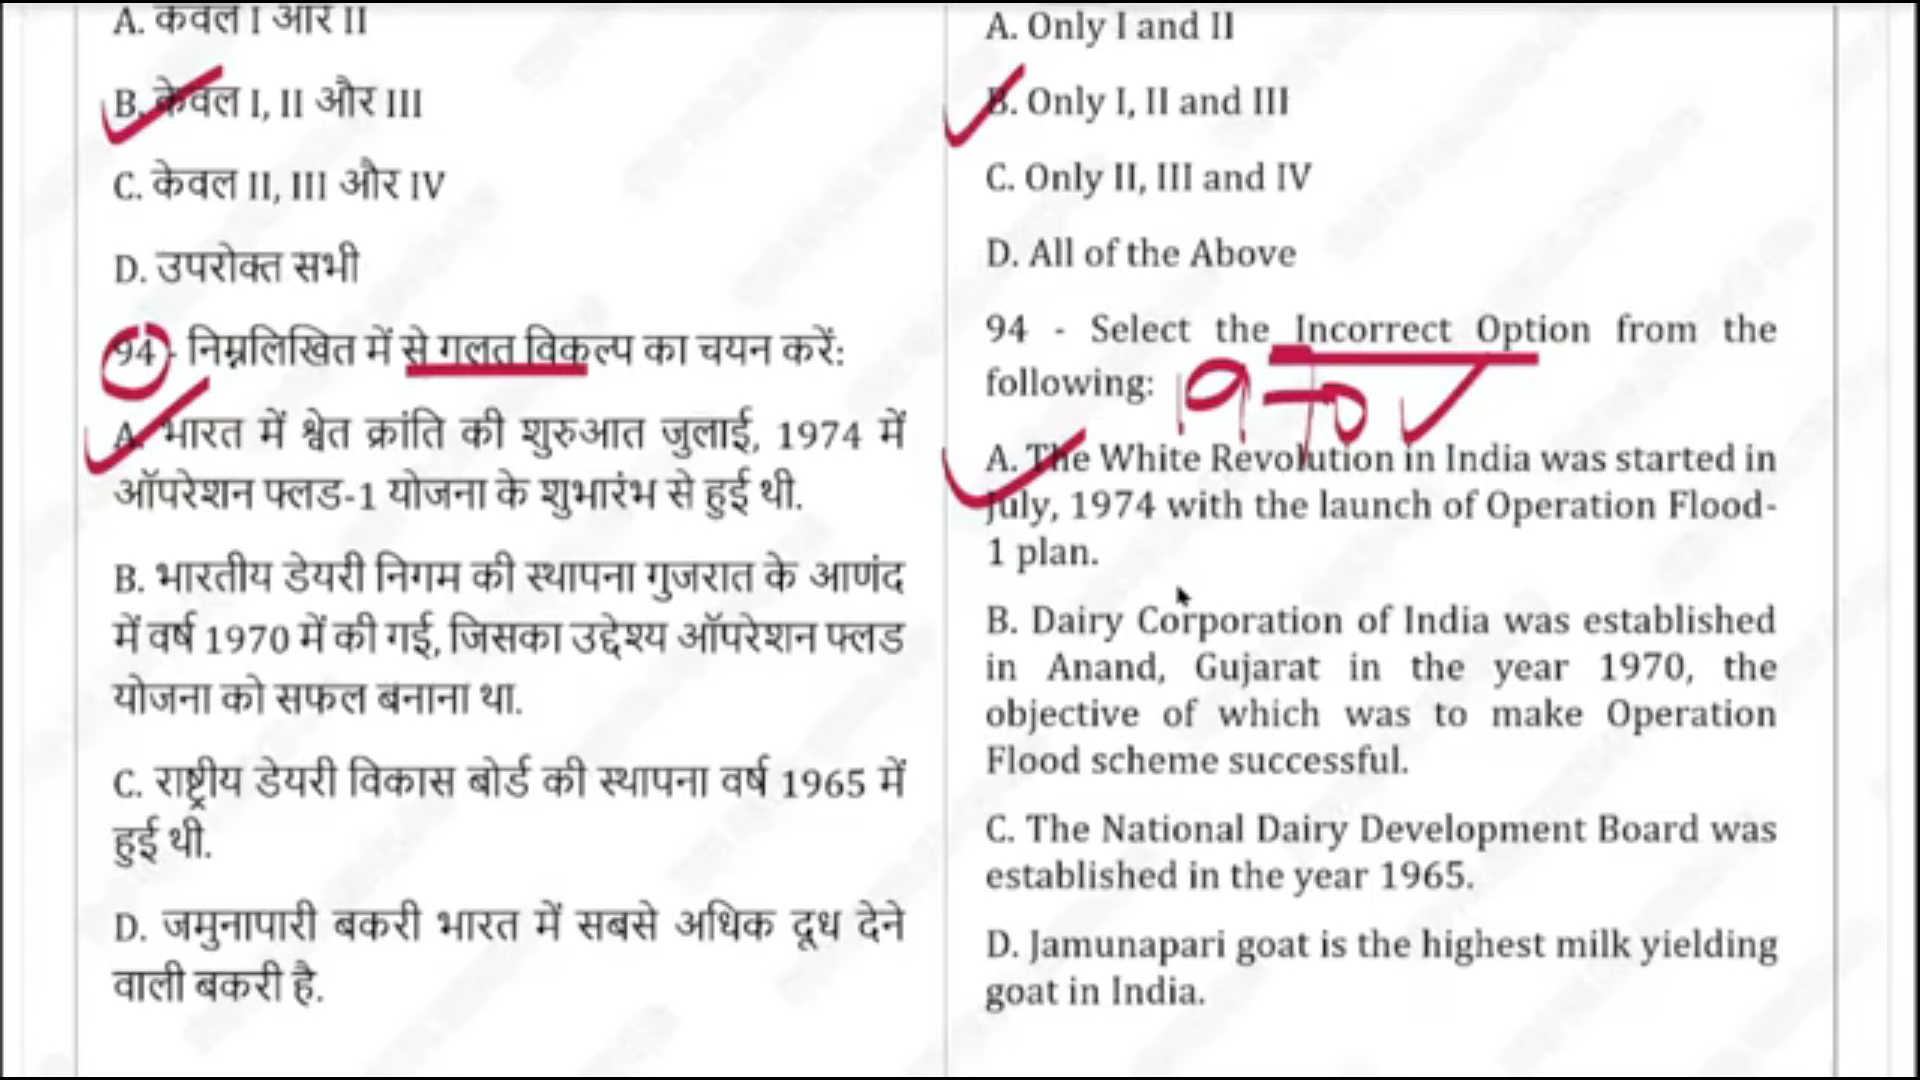 A. केवल I और II
B. केवल I, II और III
C. केवल II, III और IV
D. उपरोक्त सभी
94 - निम्नलिखित में से गलत विकल्प का चयन करें:
A. भारत में श्वेत क्रांति की शुरुआत जुलाई, 1974 में
ऑपरेशन फ्लड-1 योजना के शुभारंभ से हुई थी.
B. भारतीय डेयरी निगम की स्थापना गुजरात के आणंद
में वर्ष 1970 में की गई, जिसका उद्देश्य ऑपरेशन फ्लड
योजना को सफल बनाना था.
C. राष्ट्रीय डेयरी विकास बोर्ड की स्थापना वर्ष 1965 में
हुई थी.
D. जमुनापारी बकरी भारत में सबसे अधिक दूध देने
वाली बकरी है.
A. Only I and II
B. Only I, II and III
C. Only II, III and IV
D. All of the Above
94 - Select the Incorrect Option from the
following: 1970
A. The White Revolution in India was started in
July, 1974 with the launch of Operation Flood-
1 plan.
B. Dairy Corporation of India was established
in Anand, Gujarat in the year 1970, the
objective of which was to make Operation
Flood scheme successful.
C. The National Dairy Development Board was
established in the year 1965.
D. Jamunapari goat is the highest milk yielding
goat in India.